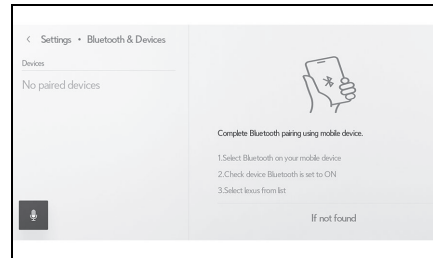 Settings • Bluetooth & Devices
Devices
No paired devices
Complete Bluetooth pairing using mobile device.
1.Select Bluetooth on your mobile device
2.Check device Bluetooth is set to ON
3.Select lexus from list
If not found